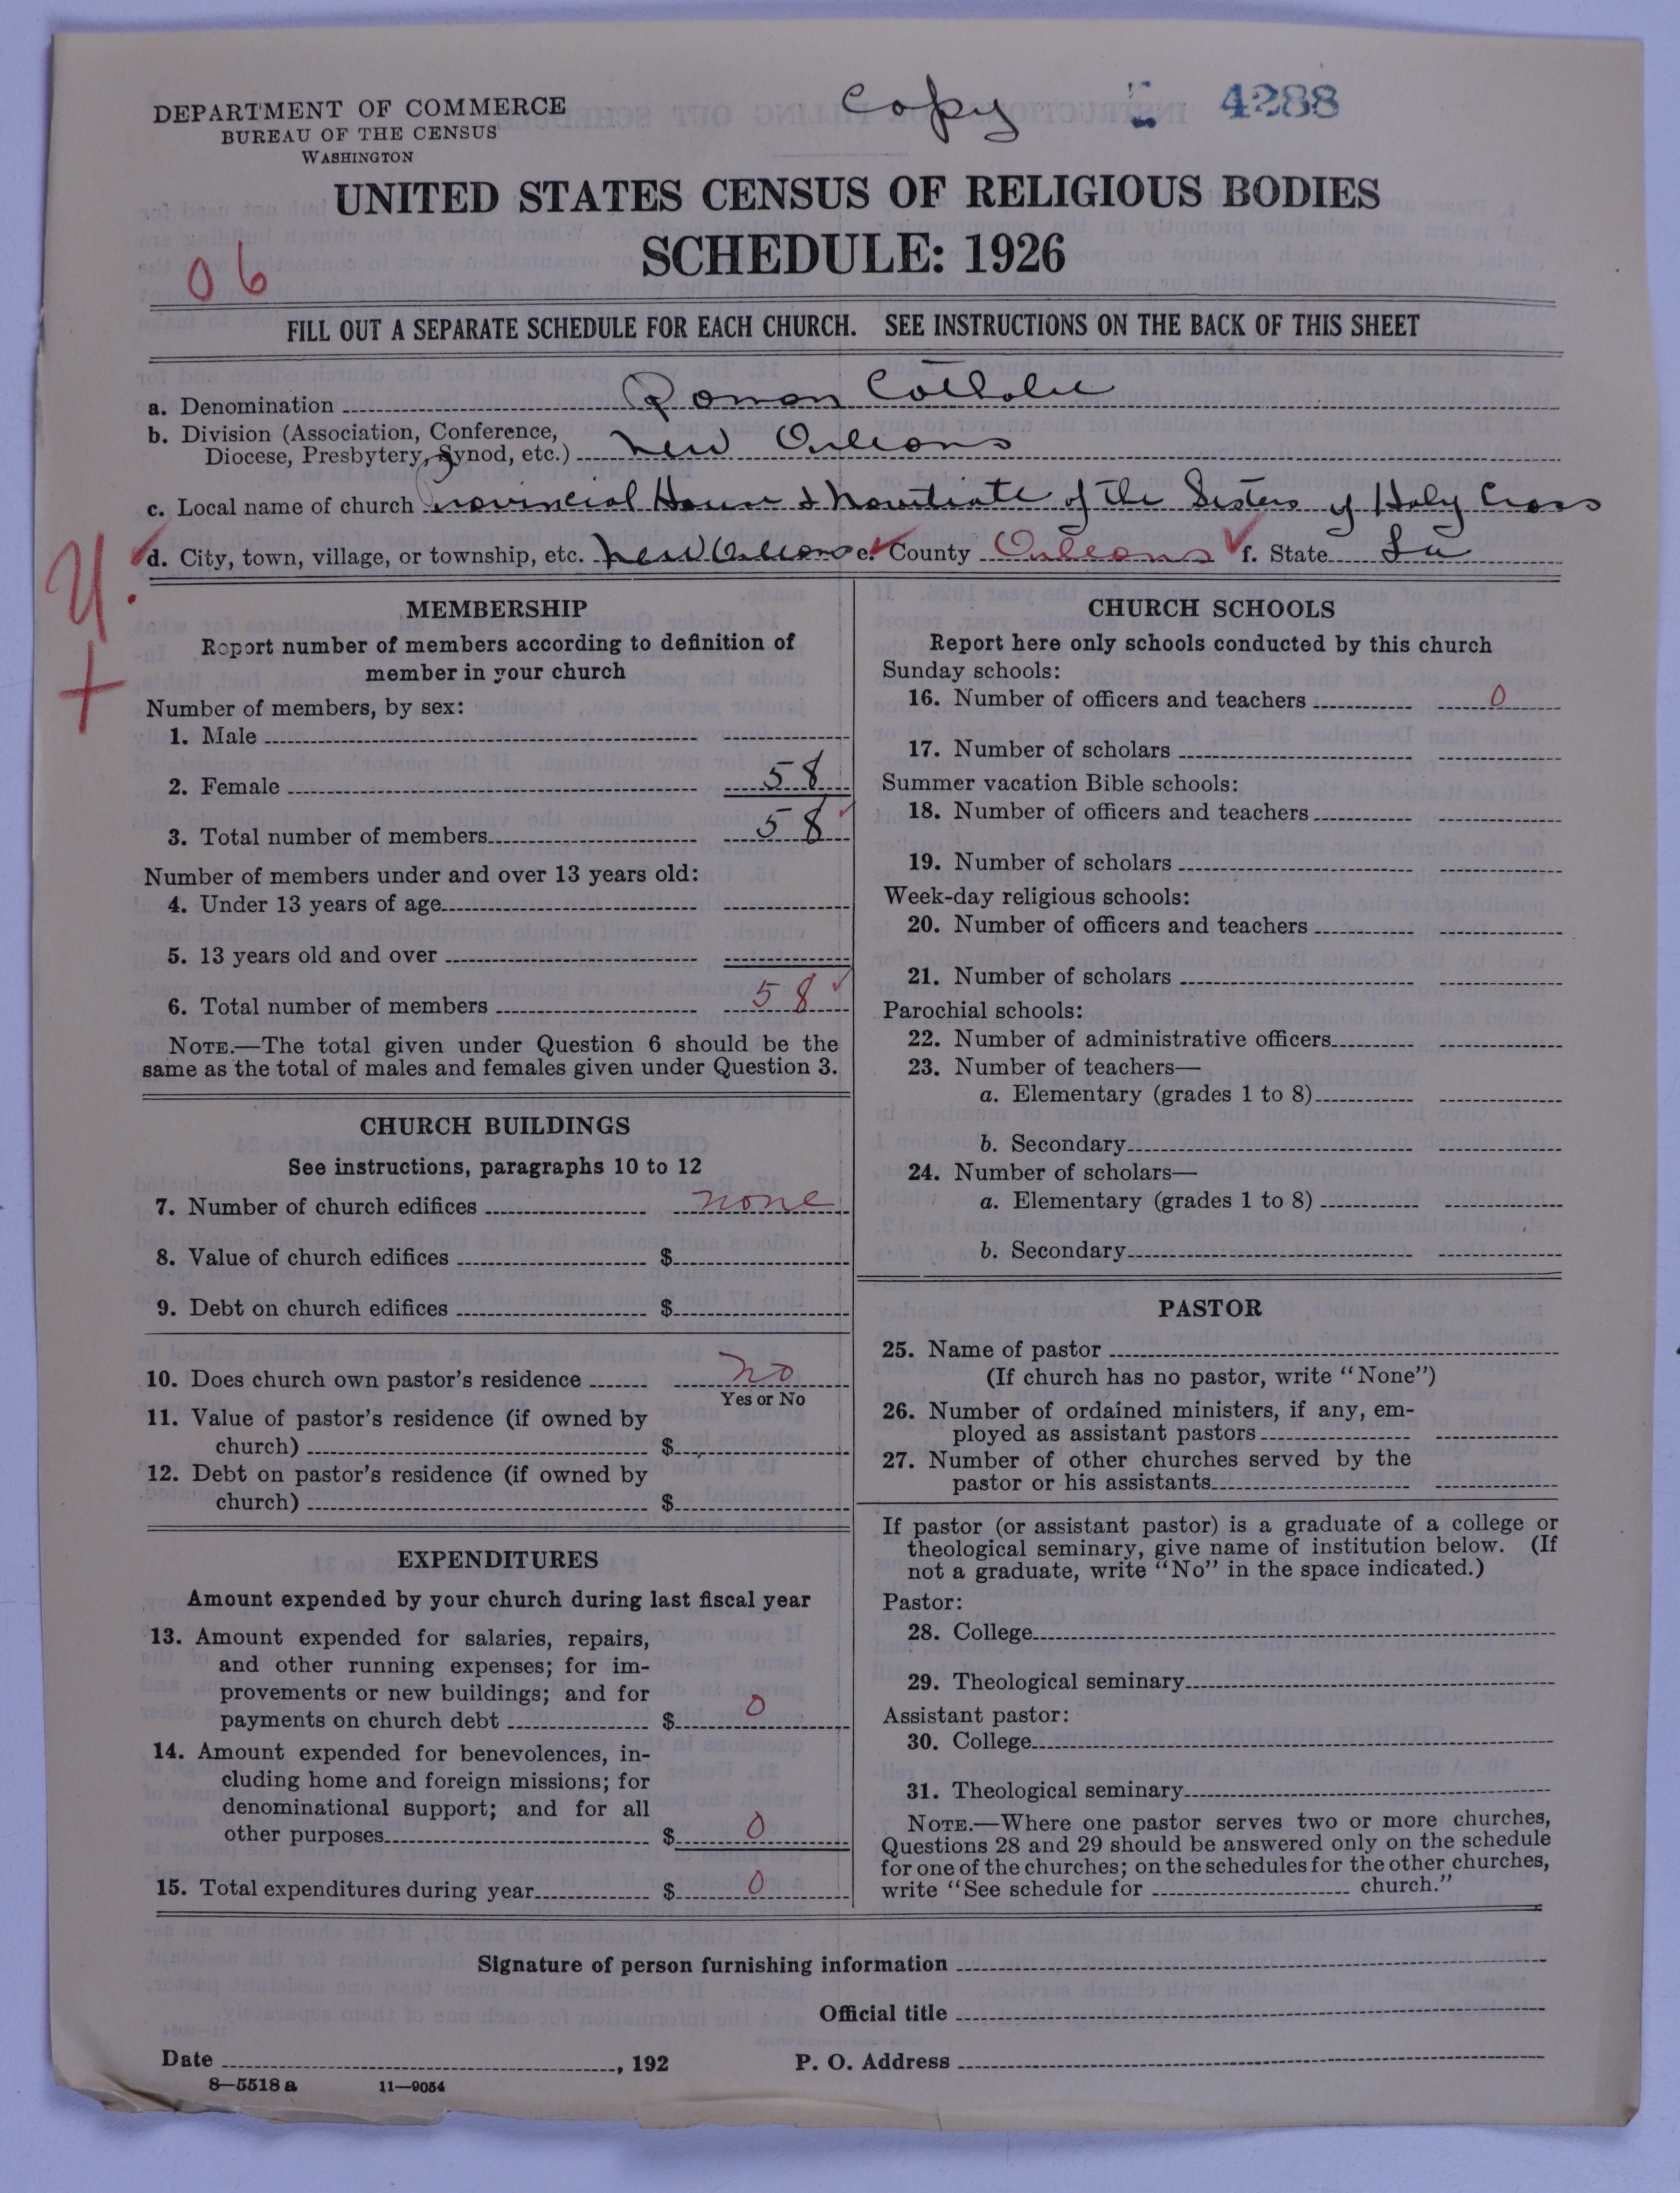 DEPARTMENT OF COMMERCE
BUREAU OF THE CENSUS
WASHINGTON
Copy
4288
UNITED STATES CENSUS OF RELIGIOUS BODIES
SCHEDULE: 1926
06
FILL OUT A SEPARATE SCHEDULE FOR EACH CHURCH. SEE INSTRUCTIONS ON THE BACK OF THIS SHEET
a. Denomination Roman Catholic
b. Division (Association, Conference, Diocese, Presbytery, Synod, etc.) New Orleans
c. Local name of church Provincial House & Novitiate of the Sisters of Holy Cross
d. City, town, village, or township, etc. New Orleans e. County Orleans f. State La
MEMBERSHIP
Report number of members according to definition of
member in your church
Number of members, by sex:
1. Male
2. Female 58
3. Total number of members 58
Number of members under and over 13 years old:
4. Under 13 years of age
5. 13 years old and over
6. Total number of members 58
NOTE.—The total given under Question 6 should be the
same as the total of males and females given under Question 3.
CHURCH BUILDINGS
See instructions, paragraphs 10 to 12
7. Number of church edifices none
8. Value of church edifices $
9. Debt on church edifices $
10. Does church own pastor's residence no
Yes or No
11. Value of pastor's residence (if owned by
church) $
12. Debt on pastor's residence (if owned by
church) $
EXPENDITURES
Amount expended by your church during last fiscal year
13. Amount expended for salaries, repairs,
and other running expenses; for im-
provements or new buildings; and for
payments on church debt $ 0
14. Amount expended for benevolences, in-
cluding home and foreign missions; for
denominational support; and for all
other purposes $ 0
15. Total expenditures during year $ 0
CHURCH SCHOOLS
Report here only schools conducted by this church
Sunday schools:
16. Number of officers and teachers 0
17. Number of scholars
Summer vacation Bible schools:
18. Number of officers and teachers
19. Number of scholars
Week-day religious schools:
20. Number of officers and teachers
21. Number of scholars
Parochial schools:
22. Number of administrative officers
23. Number of teachers—
a. Elementary (grades 1 to 8)
b. Secondary
24. Number of scholars—
a. Elementary (grades 1 to 8)
b. Secondary
PASTOR
25. Name of pastor
(If church has no pastor, write "None")
26. Number of ordained ministers, if any, em-
ployed as assistant pastors
27. Number of other churches served by the
pastor or his assistants
If pastor (or assistant pastor) is a graduate of a college or
theological seminary, give name of institution below. (If
not a graduate, write "No" in the space indicated.)
Pastor:
28. College
29. Theological seminary
Assistant pastor:
30. College
31. Theological seminary
NOTE.—Where one pastor serves two or more churches,
Questions 28 and 29 should be answered only on the schedule
for one of the churches; on the schedules for the other churches,
write "See schedule for church."
Signature of person furnishing information
Official title
Date , 192 P. O. Address
8—5518 a 11—9054